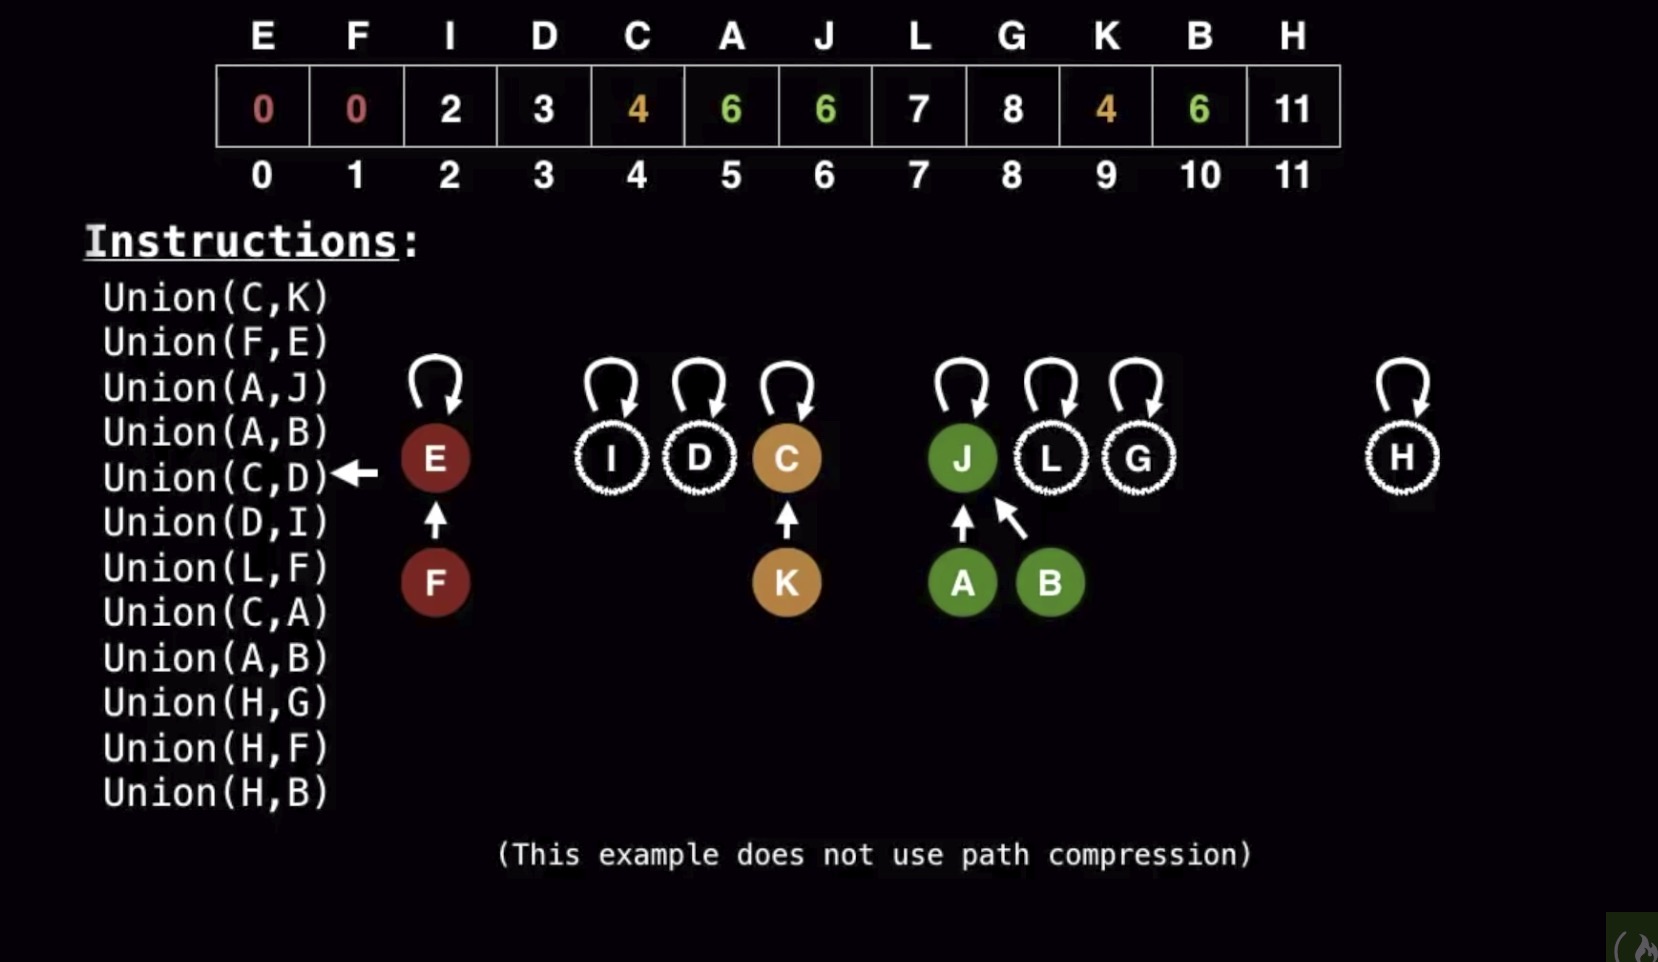 E F I D C A J L G K B H
0 0 2 3 4 6 6 7 8 4 6 11
0 1 2 3 4 5 6 7 8 9 10 11
Instructions:
Union(C,K)
Union(F,E)
Union(A,J)
Union(A,B)
Union(C,D)
Union(D,I)
Union(L,F)
Union(C,A)
Union(A,B)
Union(H,G)
Union(H,F)
Union(H,B)
E I D C J L G H
F K A B
(This example does not use path compression)